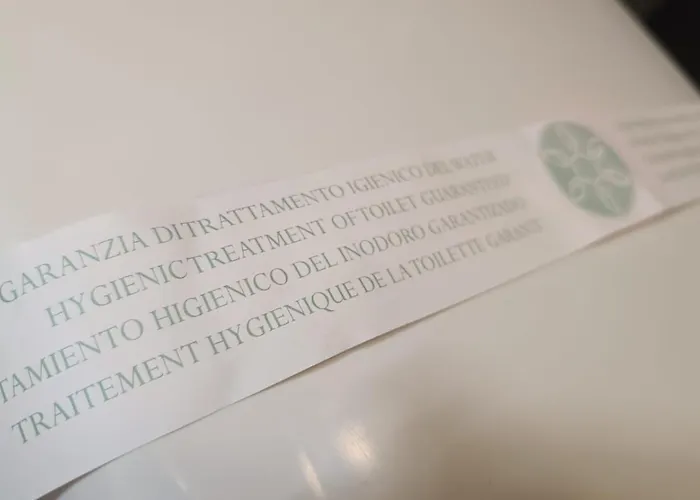 GARANZIA DI TRATTAMENTO IGIENICO DEL WATER
HYGIENIC TREATMENT OF TOILET GUARANTEED
TAMIENTO HIGIENICO DEL INODORO GARANTIZADO
TRAITEMENT HYGIENIQUE DE LA TOILETTE GARANTI